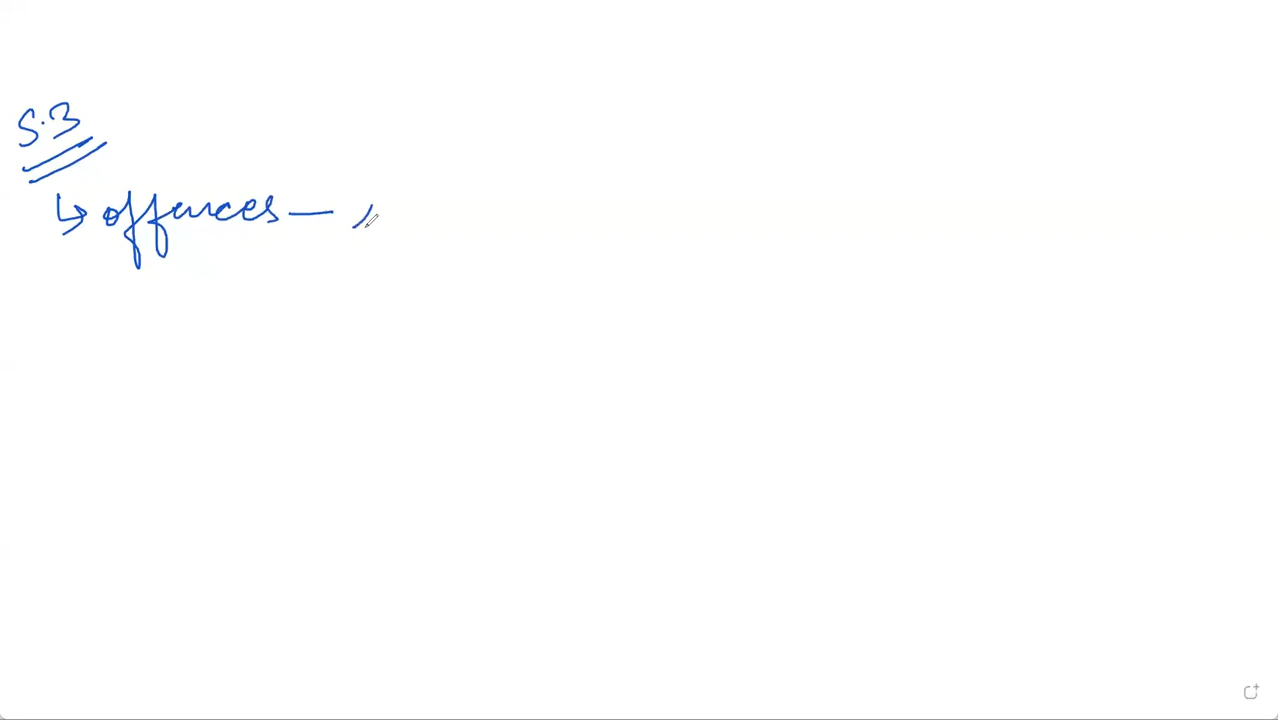 S.3
↳ offences —